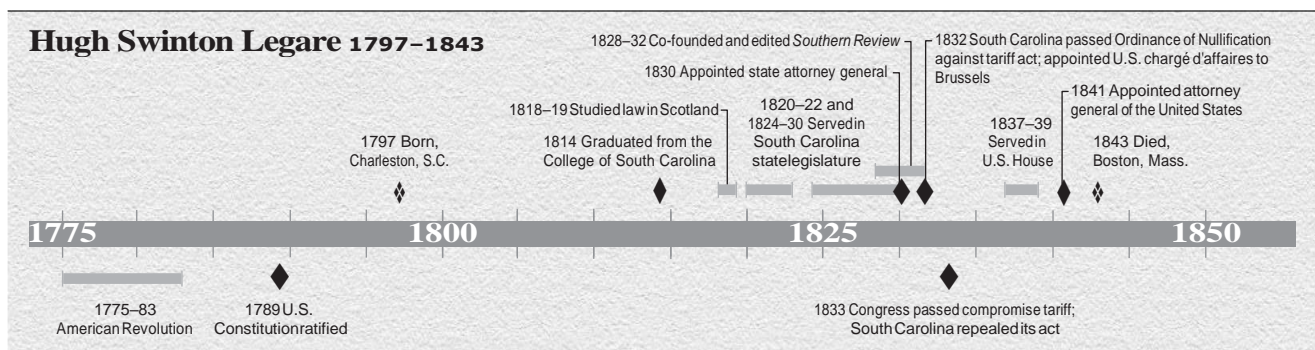 Hugh Swinton Legare 1797–1843
1828–32 Co-founded and edited Southern Review
1832 South Carolina passed Ordinance of Nullification
against tariff act; appointed U.S. chargé d'affaires to
Brussels
1830 Appointed state attorney general
1841 Appointed attorney
general of the United States
1818–19 Studied law in Scotland
1820–22 and
1824–30 Served in
South Carolina
state legislature
1837–39
Served in
U.S. House
1797 Born,
Charleston, S.C.
1814 Graduated from the
College of South Carolina
1843 Died,
Boston, Mass.
1775 1800 1825 1850
1775–83
American Revolution
1789 U.S.
Constitution ratified
1833 Congress passed compromise tariff;
South Carolina repealed its act